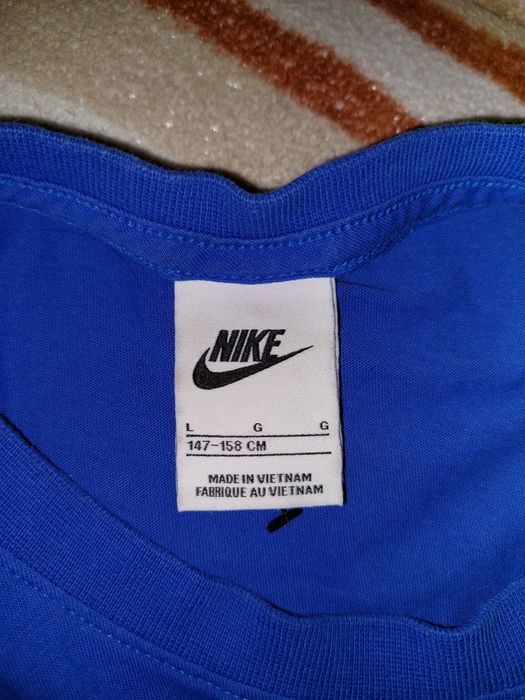 NIKE
L G G
147-158 CM
MADE IN VIETNAM
FABRIQUE AU VIETNAM